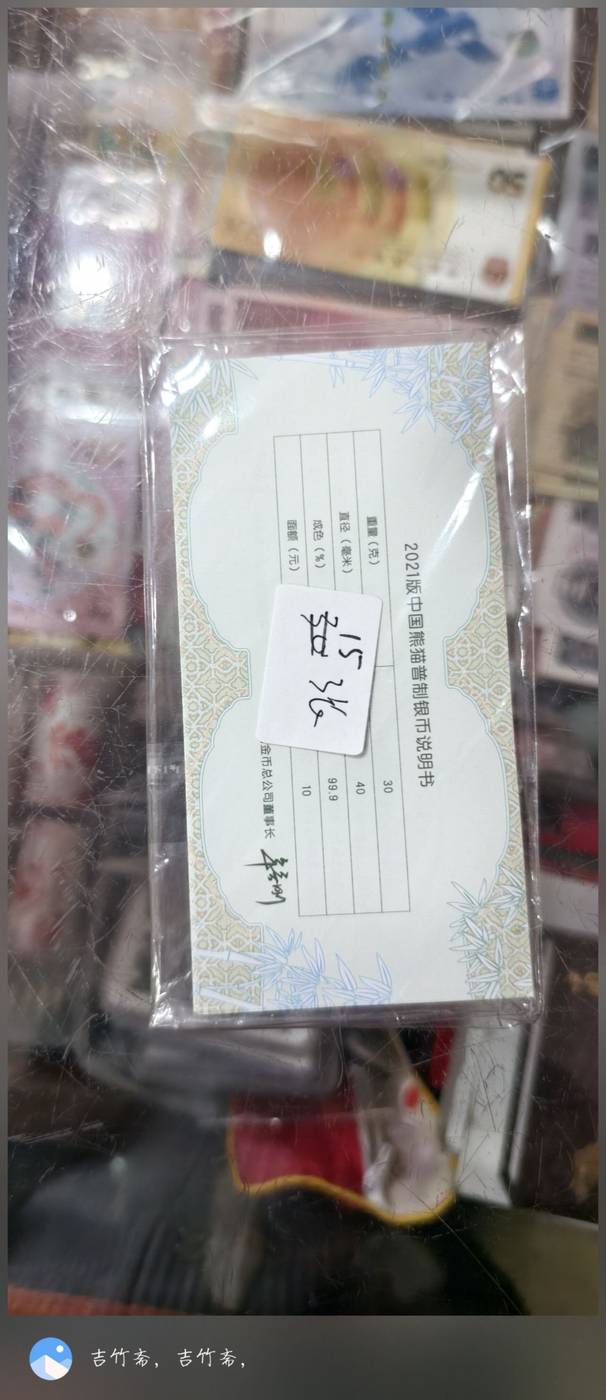 2021版中国熊猫普制银币说明书
重量(克) 30
直径(毫米) 40
成色(%) 99.9
面额(元) 10
金币总公司董事长
15
张
吉竹斋，吉竹斋，